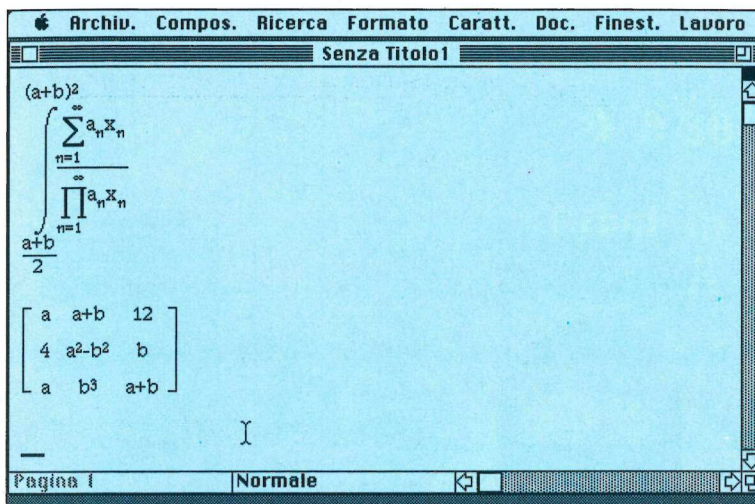 Archiv. Compos. Ricerca Formato Caratt. Doc. Finest. Lavoro
Senza Titolo1
(a+b)²
∞
∑ aₙxₙ
n=1
∞
∏ aₙxₙ
n=1
a+b
2
a a+b 12
4 a²-b² b
a b³ a+b
Pagina 1 Normale